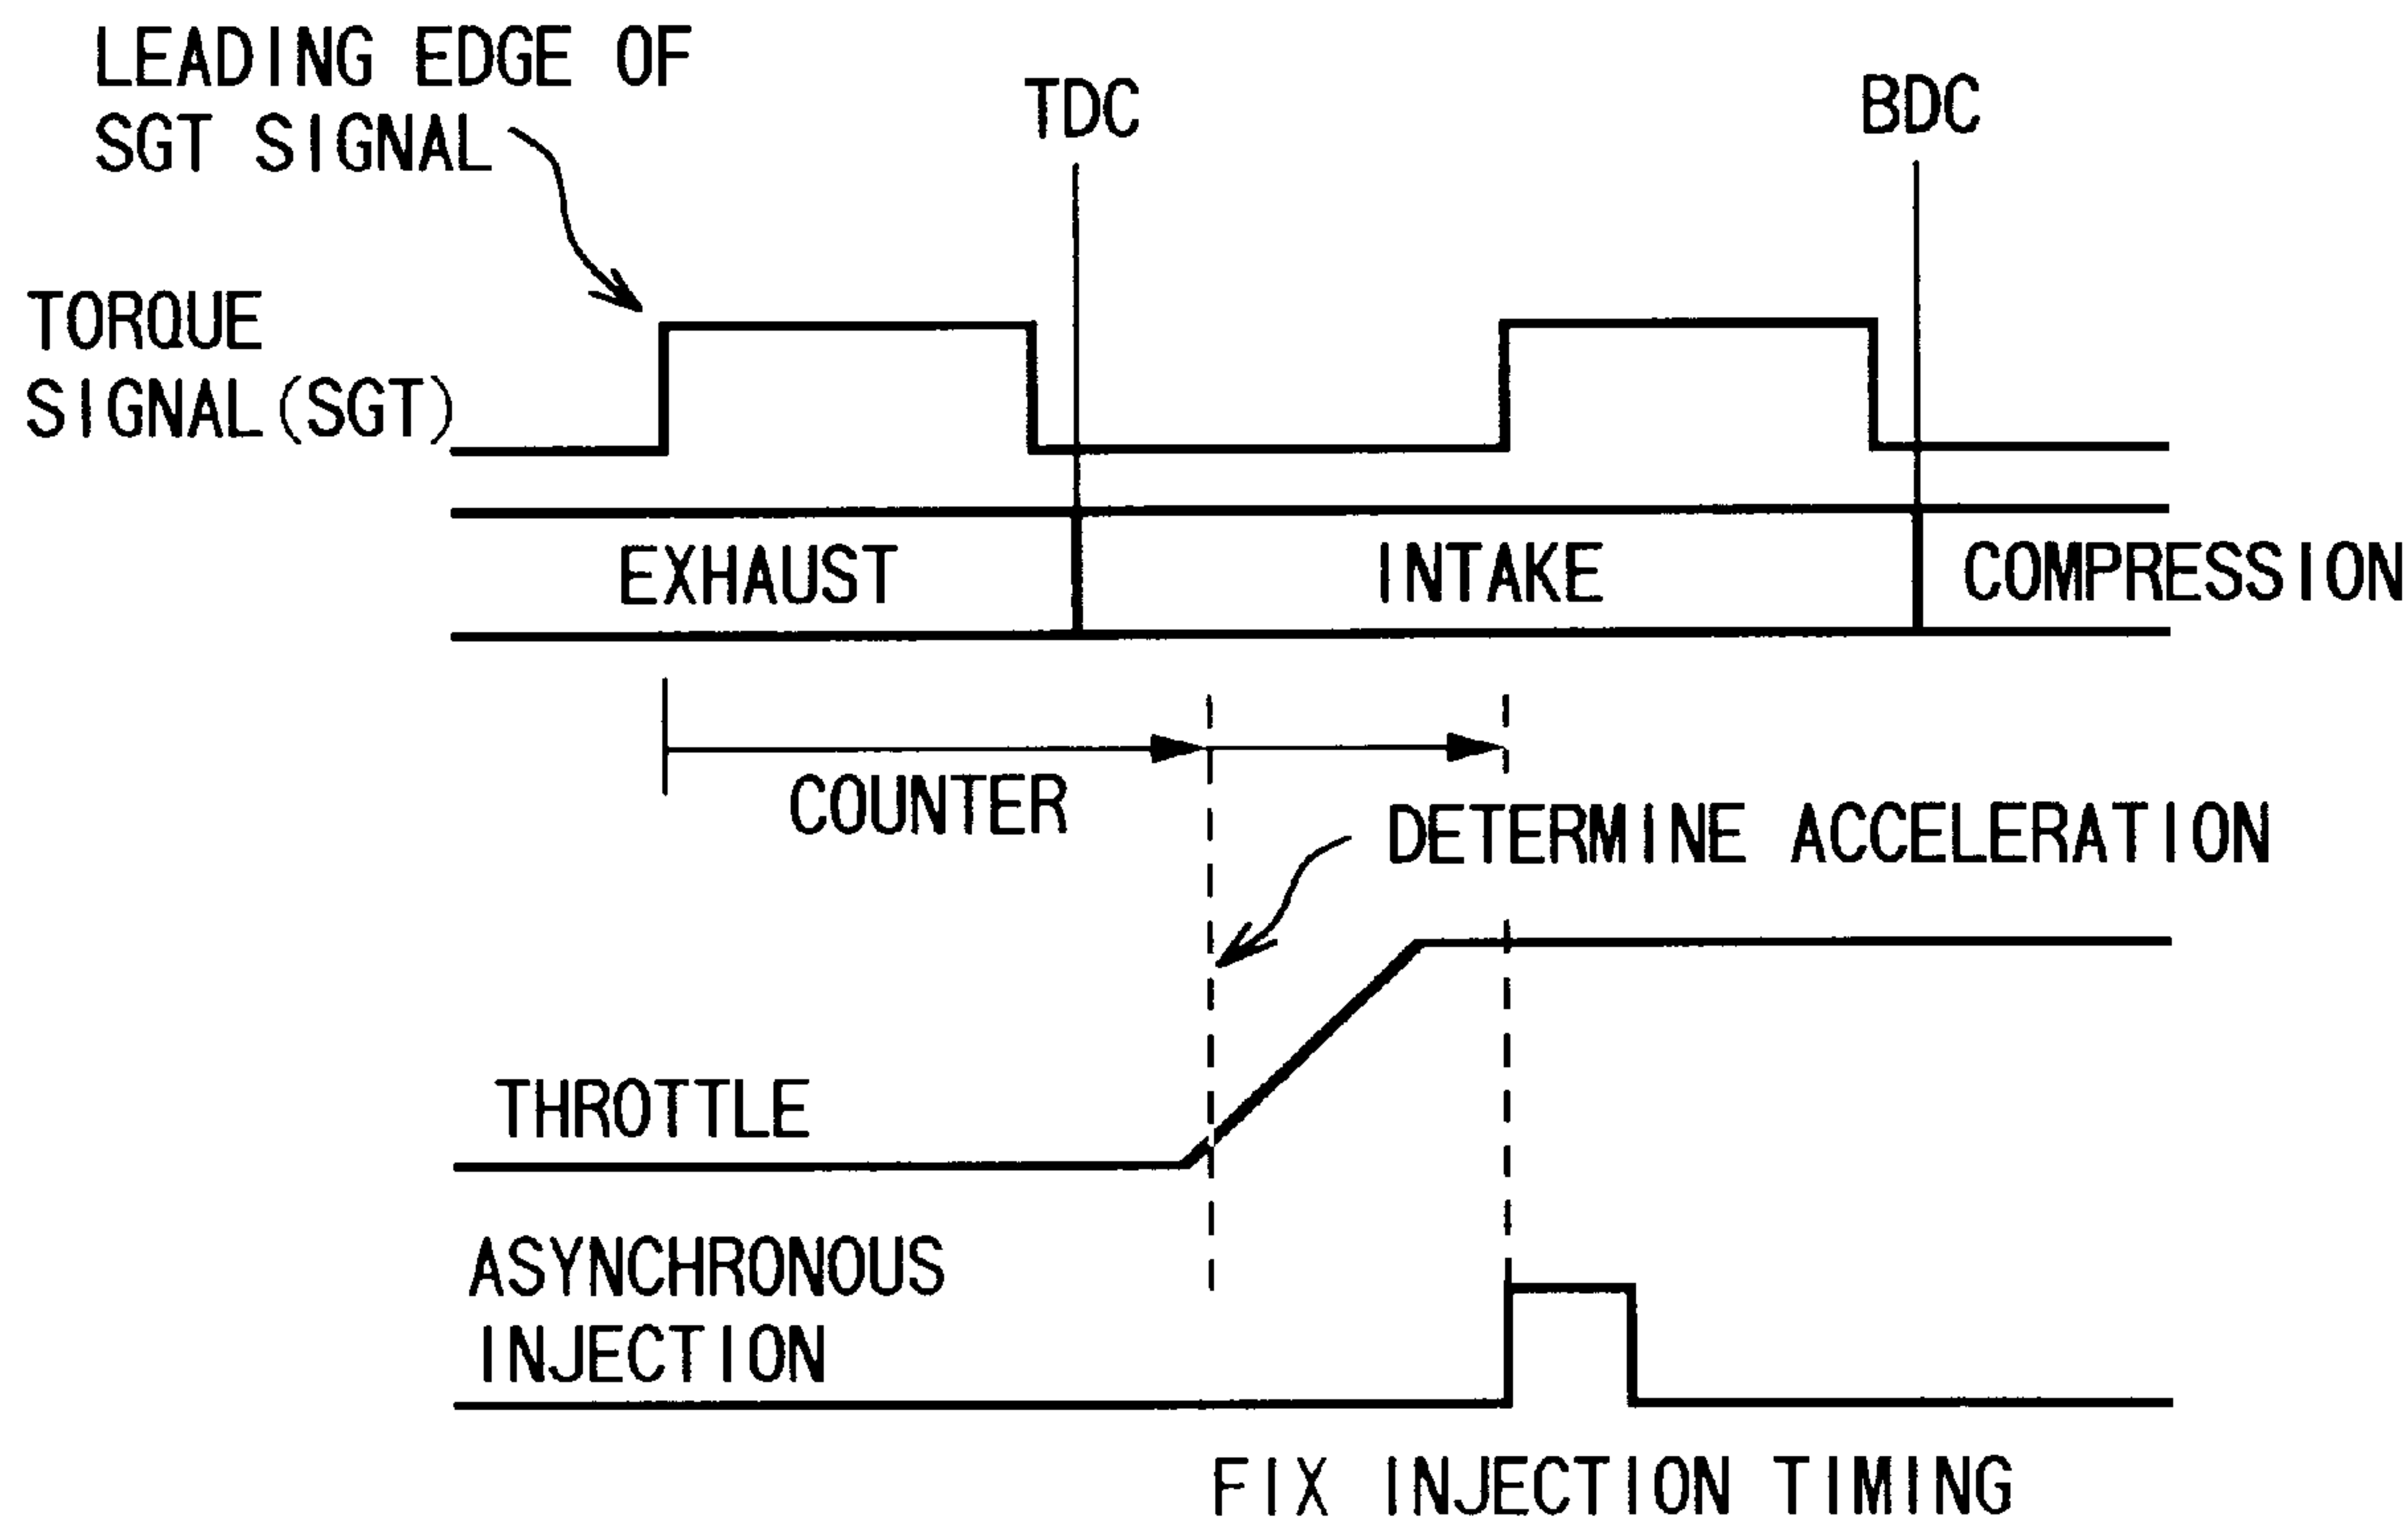 LEADING EDGE OF
SGT SIGNAL
TDC
BDC
TORQUE
SIGNAL(SGT)
EXHAUST
INTAKE
COMPRESSION
COUNTER
DETERMINE ACCELERATION
THROTTLE
ASYNCHRONOUS
INJECTION
FIX INJECTION TIMING